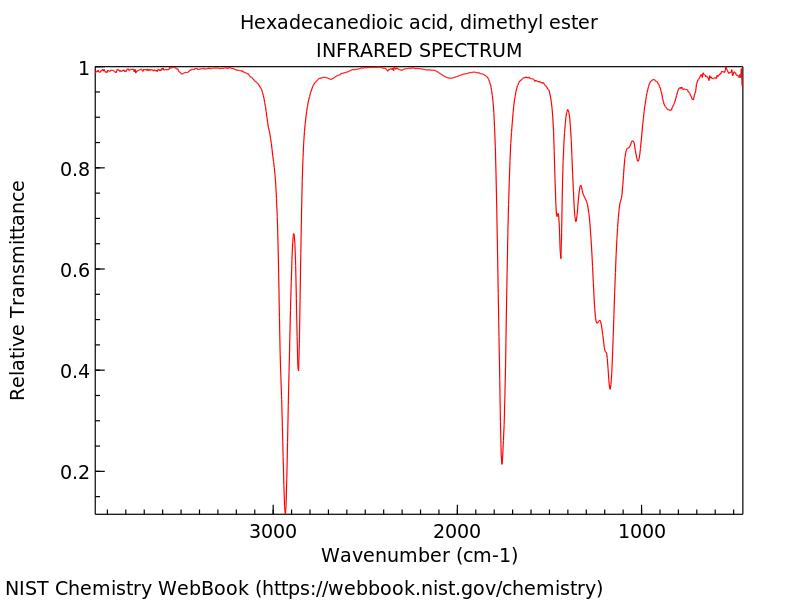 Hexadecanedioic acid, dimethyl ester
INFRARED SPECTRUM
1
0.8
0.6
0.4
0.2
Relative Transmittance
3000 2000 1000
Wavenumber (cm-1)
NIST Chemistry WebBook (https://webbook.nist.gov/chemistry)